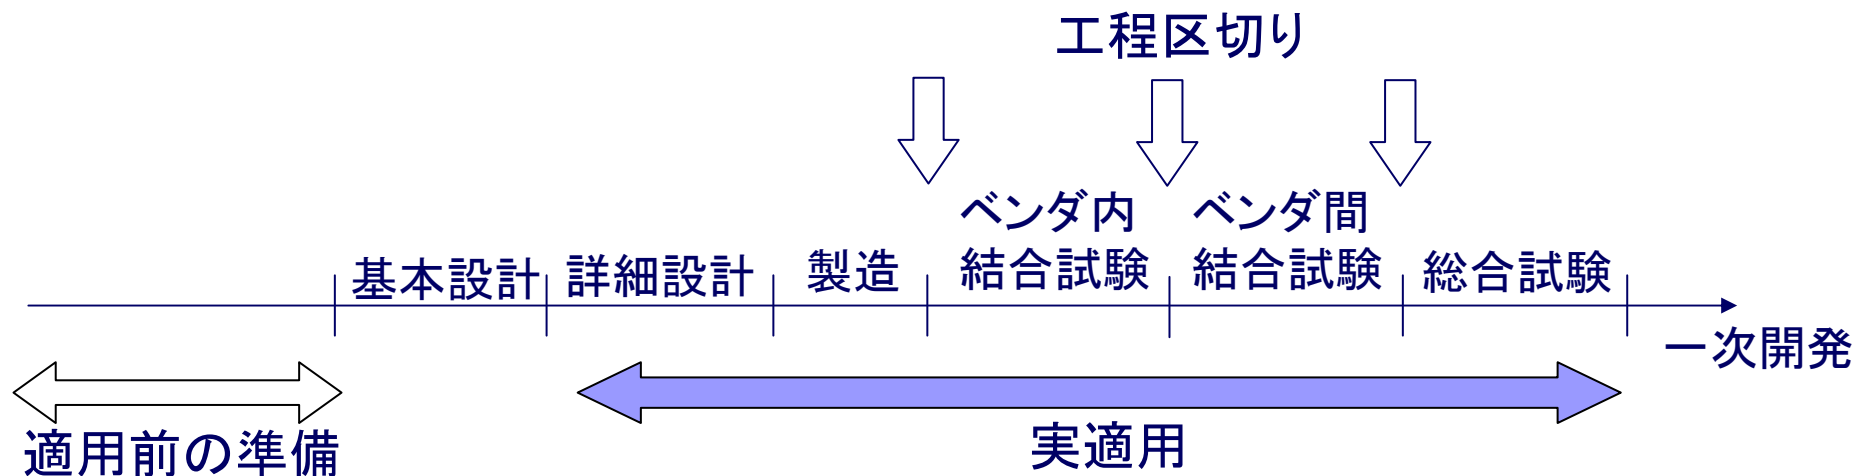 工程区切り
ベンダ内
結合試験
ベンダ間
結合試験
基本設計
詳細設計
製造
総合試験
一次開発
適用前の準備
実適用